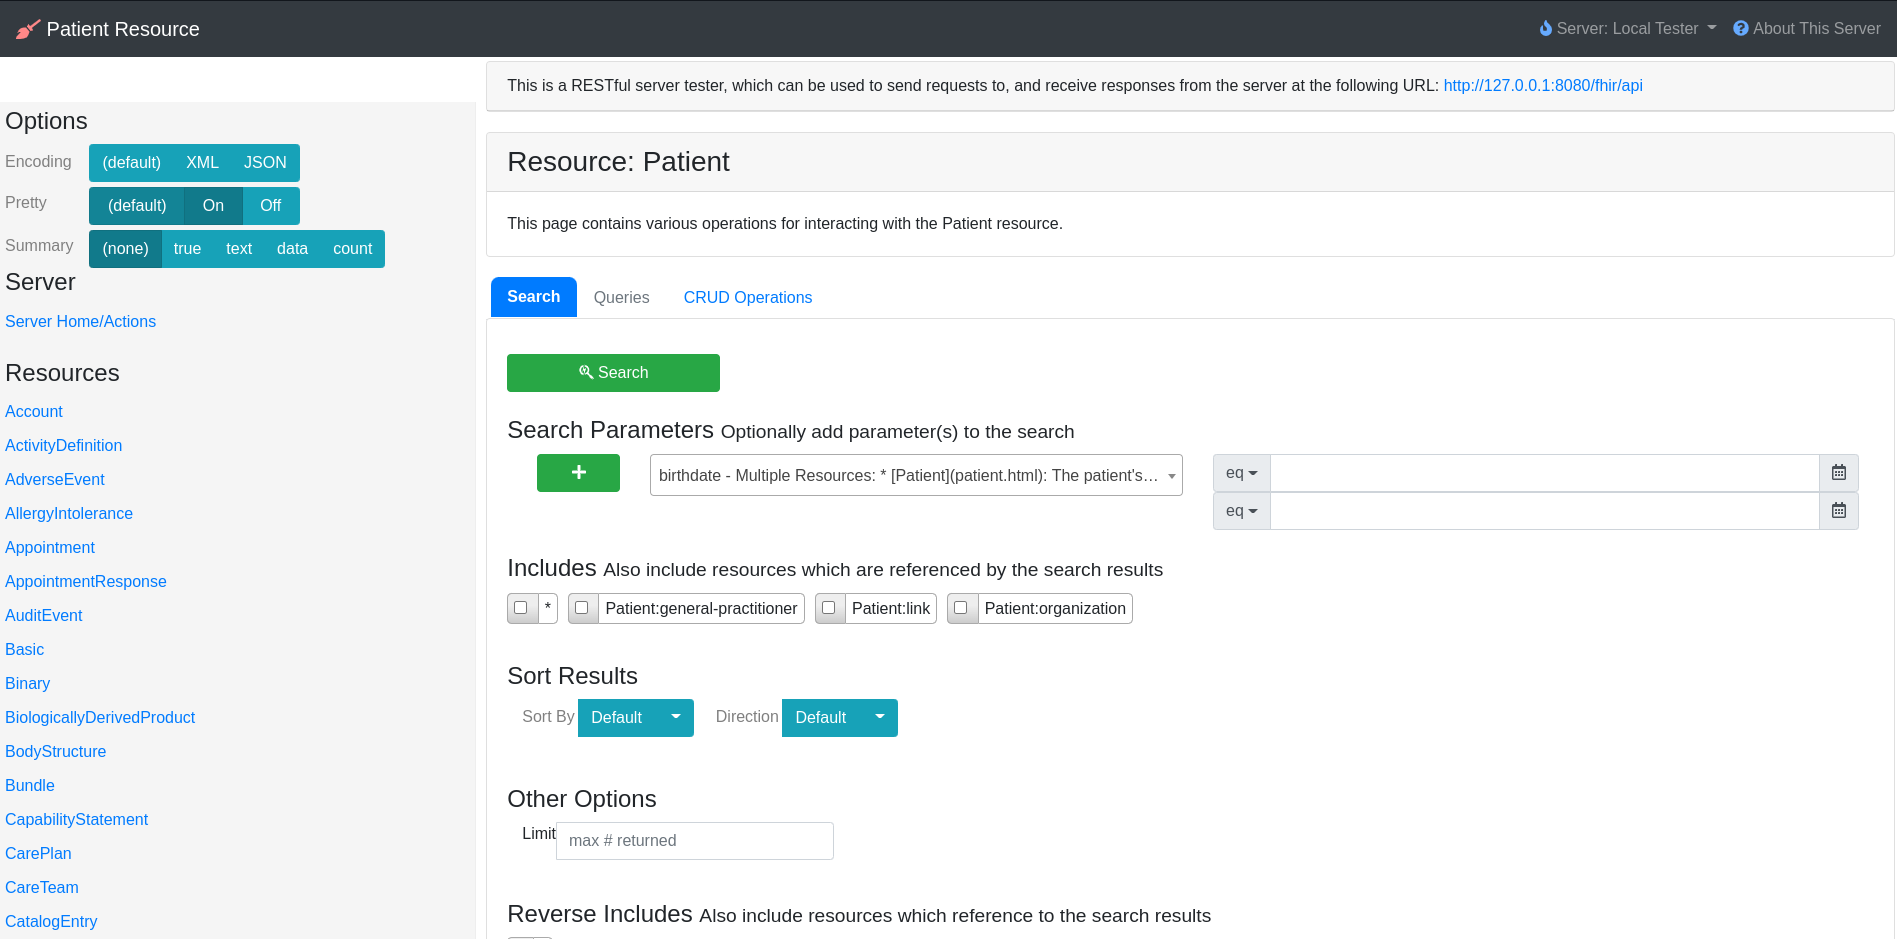 Patient Resource
Server: Local Tester
About This Server
Options
Encoding (default) XML JSON
Pretty (default) On Off
Summary (none) true text data count
Server
Server Home/Actions
Resources
Account
ActivityDefinition
AdverseEvent
AllergyIntolerance
Appointment
AppointmentResponse
AuditEvent
Basic
Binary
BiologicallyDerivedProduct
BodyStructure
Bundle
CapabilityStatement
CarePlan
CareTeam
CatalogEntry
This is a RESTful server tester, which can be used to send requests to, and receive responses from the server at the following URL: http://127.0.0.1:8080/fhir/api
Resource: Patient
This page contains various operations for interacting with the Patient resource.
Search Queries CRUD Operations
Search
Search Parameters Optionally add parameter(s) to the search
+ birthdate - Multiple Resources: * [Patient](patient.html): The patient's… eq
eq
Includes Also include resources which are referenced by the search results
* Patient:general-practitioner Patient:link Patient:organization
Sort Results
Sort By Default Direction Default
Other Options
Limit max # returned
Reverse Includes Also include resources which reference to the search results